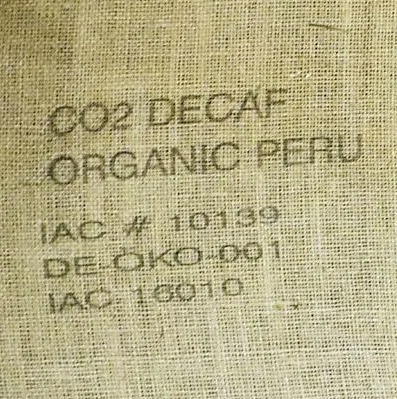 CO2 DECAF
ORGANIC PERU
IAC # 10139
DE-ÖKO-001
IAC 16010